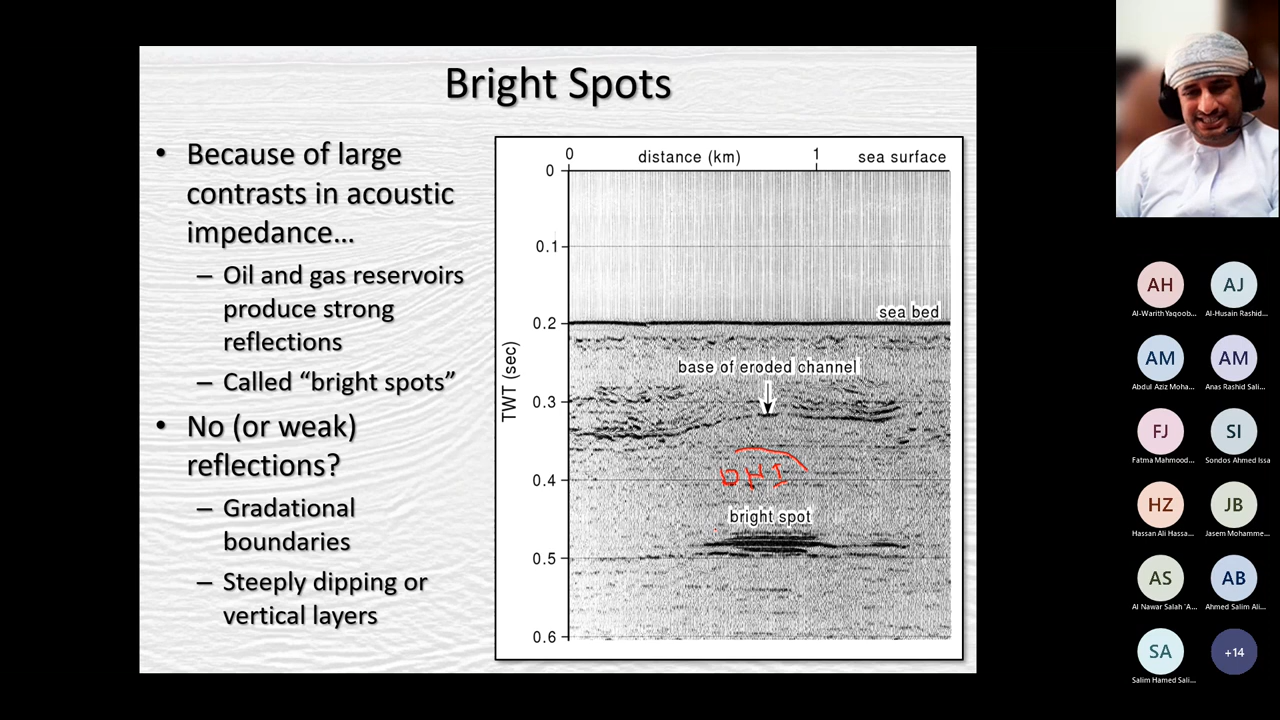 Bright Spots
• Because of large
contrasts in acoustic
impedance…
– Oil and gas reservoirs
produce strong
reflections
– Called “bright spots”
• No (or weak)
reflections?
– Gradational
boundaries
– Steeply dipping or
vertical layers
0 distance (km) 1 sea surface
0
0.1
sea bed
0.2
base of eroded channel
TWT (sec)
0.3
DHI
0.4
bright spot
0.5
0.6
AH AJ
Al-Warith Yaqoob... Al-Husain Rashid...
AM AM
Abdul Aziz Moha... Anas Rashid Sali...
FJ SI
Fatma Mahmood... Sondos Ahmed Issa
HZ JB
Hassan Ali Hassa... Jasem Mohamme...
AS AB
Al Nawar Salah 'A... Ahmed Salim Ali...
SA +14
Salim Hamed Sali...